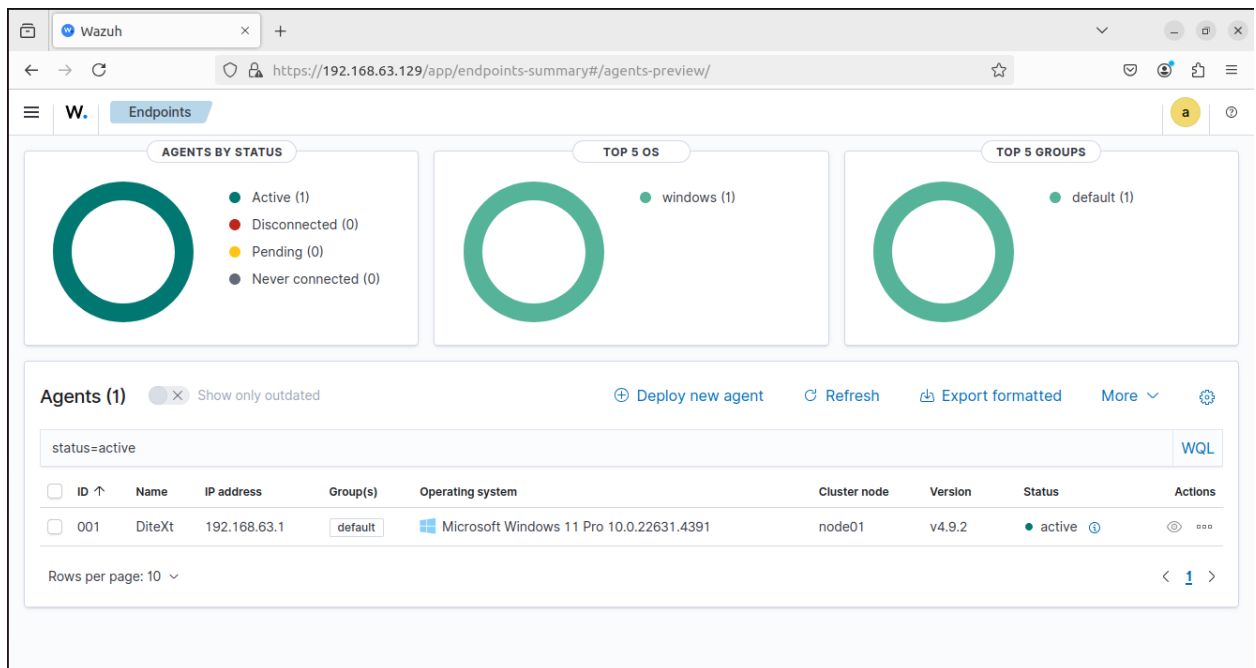 Wazuh
https://192.168.63.129/app/endpoints-summary#/agents-preview/
W. Endpoints a
AGENTS BY STATUS
Active (1)
Disconnected (0)
Pending (0)
Never connected (0)
TOP 5 OS
windows (1)
TOP 5 GROUPS
default (1)
Agents (1) Show only outdated Deploy new agent Refresh Export formatted More
status=active WQL
ID Name IP address Group(s) Operating system Cluster node Version Status Actions
001 DiteXt 192.168.63.1 default Microsoft Windows 11 Pro 10.0.22631.4391 node01 v4.9.2 active
Rows per page: 10 1